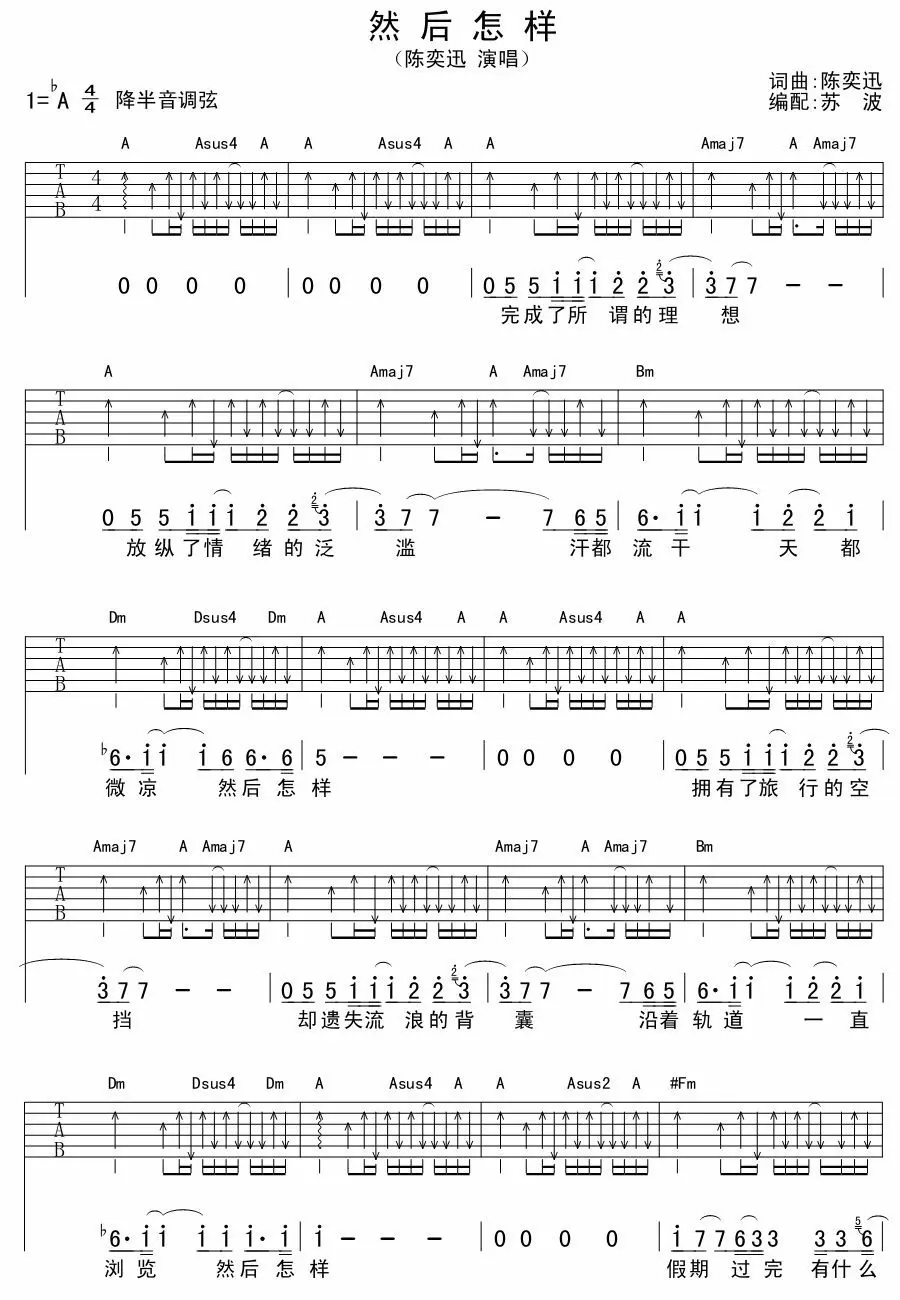 然后怎样
(陈奕迅 演唱)
1=♭A 4/4 降半音调弦
词曲:陈奕迅
编配:苏 波
A Asus4 A A Asus4 A A Amaj7 A Amaj7
T A B 4 4
0 0 0 0 0 0 0 0 0 5 5 i i i 2 2 2 3 3 7 7 - -
完成了所 谓的理 想
A Amaj7 A Amaj7 Bm
T A B
0 5 5 i i i 2 2 2 3 3 7 7 - 7 6 5 6· i i i 2 2 i
放纵了情 绪的泛 滥 汗都 流干 天都
Dm Dsus4 Dm A Asus4 A A Asus4 A A
T A B
♭6· i i i 6 6· 6 5 - - - 0 0 0 0 0 5 5 i i i 2 2 2 3
微凉 然后怎样 拥有了旅 行的空
Amaj7 A Amaj7 A Amaj7 A Amaj7 Bm
T A B
3 7 7 - - 0 5 5 i i i 2 2 2 3 3 7 7 - 7 6 5 6· i i i 2 2 i
挡 却遗失流 浪的背 囊 沿着 轨道 一直
Dm Dsus4 Dm A Asus4 A A Asus2 A #Fm
T A B
♭6· i i i i i· i i - - - 0 0 0 0 i 7 7 6 3 3 3 3 5 6
浏览 然后怎样 假期 过完 有什么